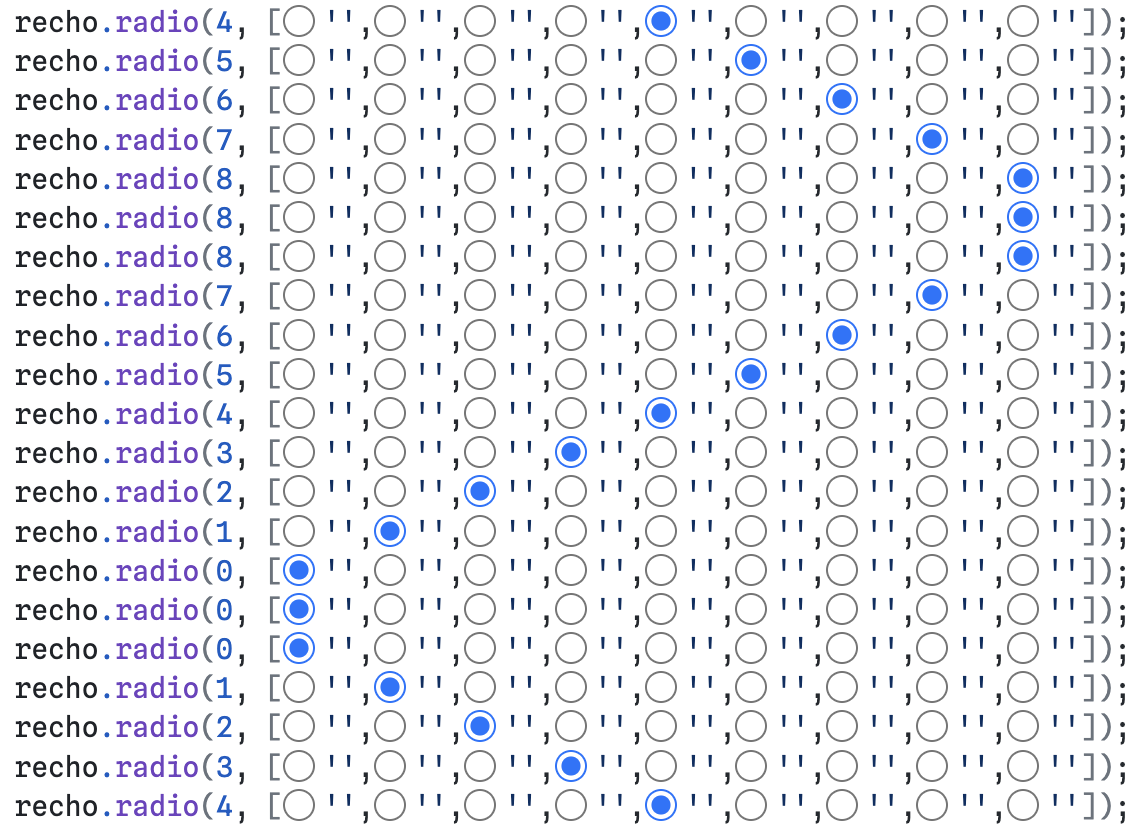 recho.radio(4, ['','','','','','','','','']);
recho.radio(5, ['','','','','','','','','']);
recho.radio(6, ['','','','','','','','','']);
recho.radio(7, ['','','','','','','','','']);
recho.radio(8, ['','','','','','','','','']);
recho.radio(8, ['','','','','','','','','']);
recho.radio(8, ['','','','','','','','','']);
recho.radio(7, ['','','','','','','','','']);
recho.radio(6, ['','','','','','','','','']);
recho.radio(5, ['','','','','','','','','']);
recho.radio(4, ['','','','','','','','','']);
recho.radio(3, ['','','','','','','','','']);
recho.radio(2, ['','','','','','','','','']);
recho.radio(1, ['','','','','','','','','']);
recho.radio(0, ['','','','','','','','','']);
recho.radio(0, ['','','','','','','','','']);
recho.radio(0, ['','','','','','','','','']);
recho.radio(1, ['','','','','','','','','']);
recho.radio(2, ['','','','','','','','','']);
recho.radio(3, ['','','','','','','','','']);
recho.radio(4, ['','','','','','','','','']);